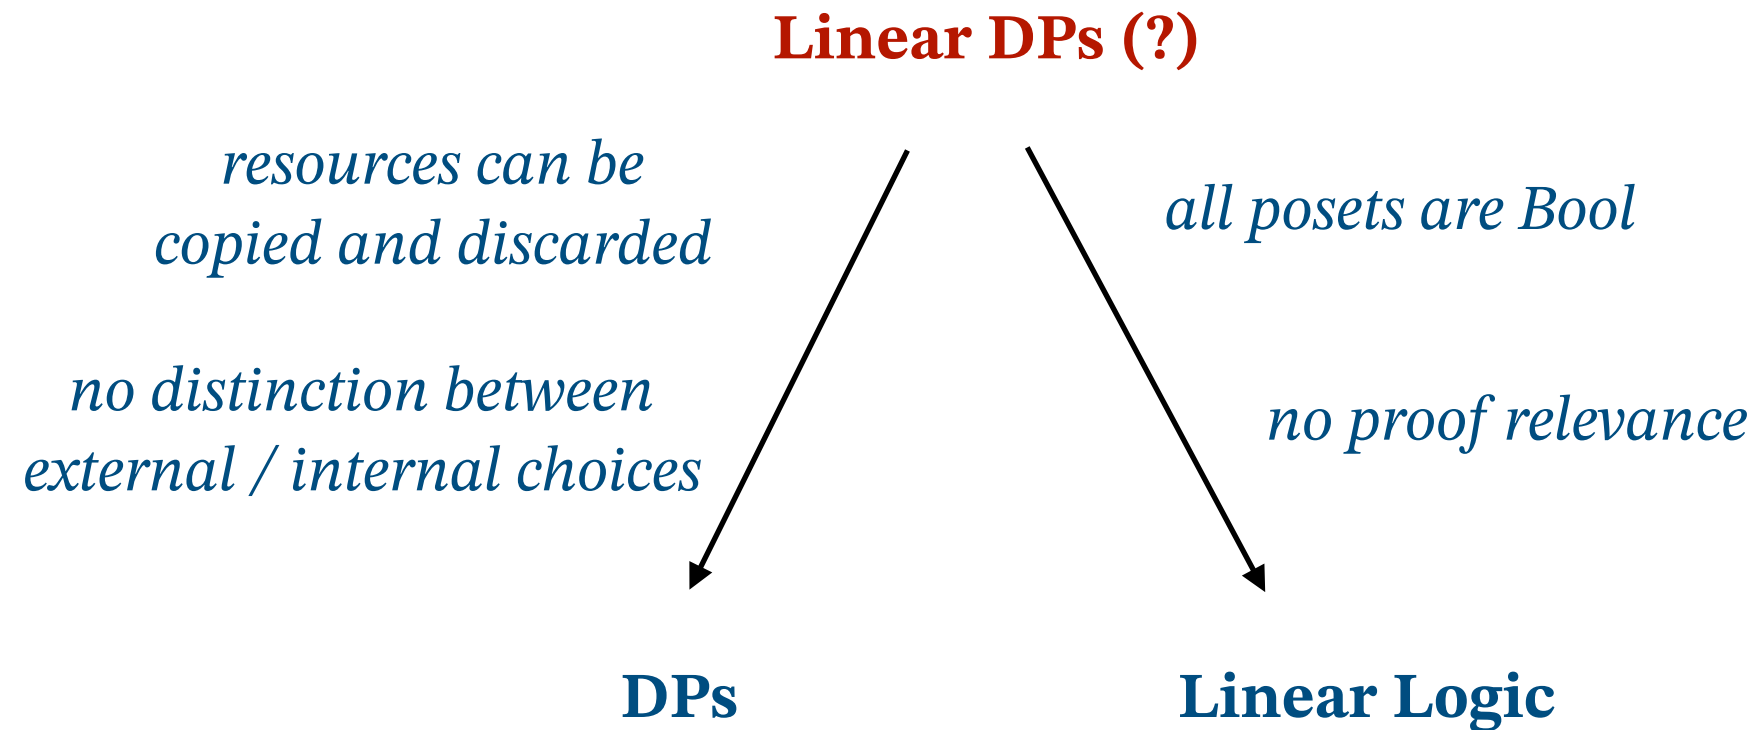 Linear DPs (?)
resources can be
copied and discarded
all posets are Bool
no distinction between
external / internal choices
no proof relevance
DPs
Linear Logic